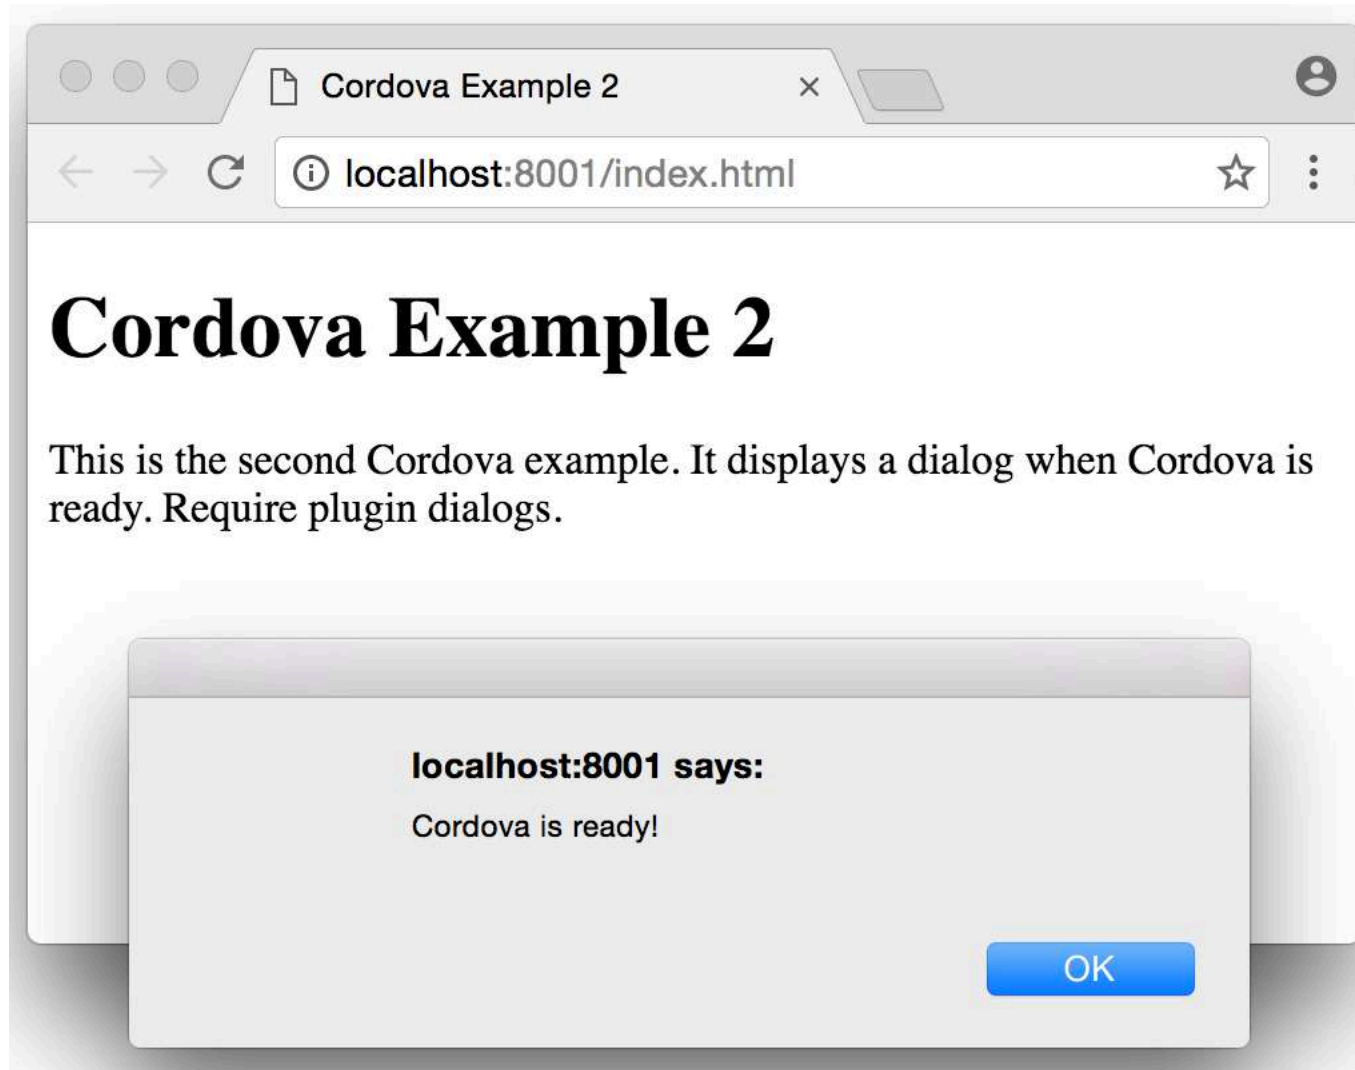 Cordova Example 2
localhost:8001/index.html
Cordova Example 2
This is the second Cordova example. It displays a dialog when Cordova is
ready. Require plugin dialogs.
localhost:8001 says:
Cordova is ready!
OK